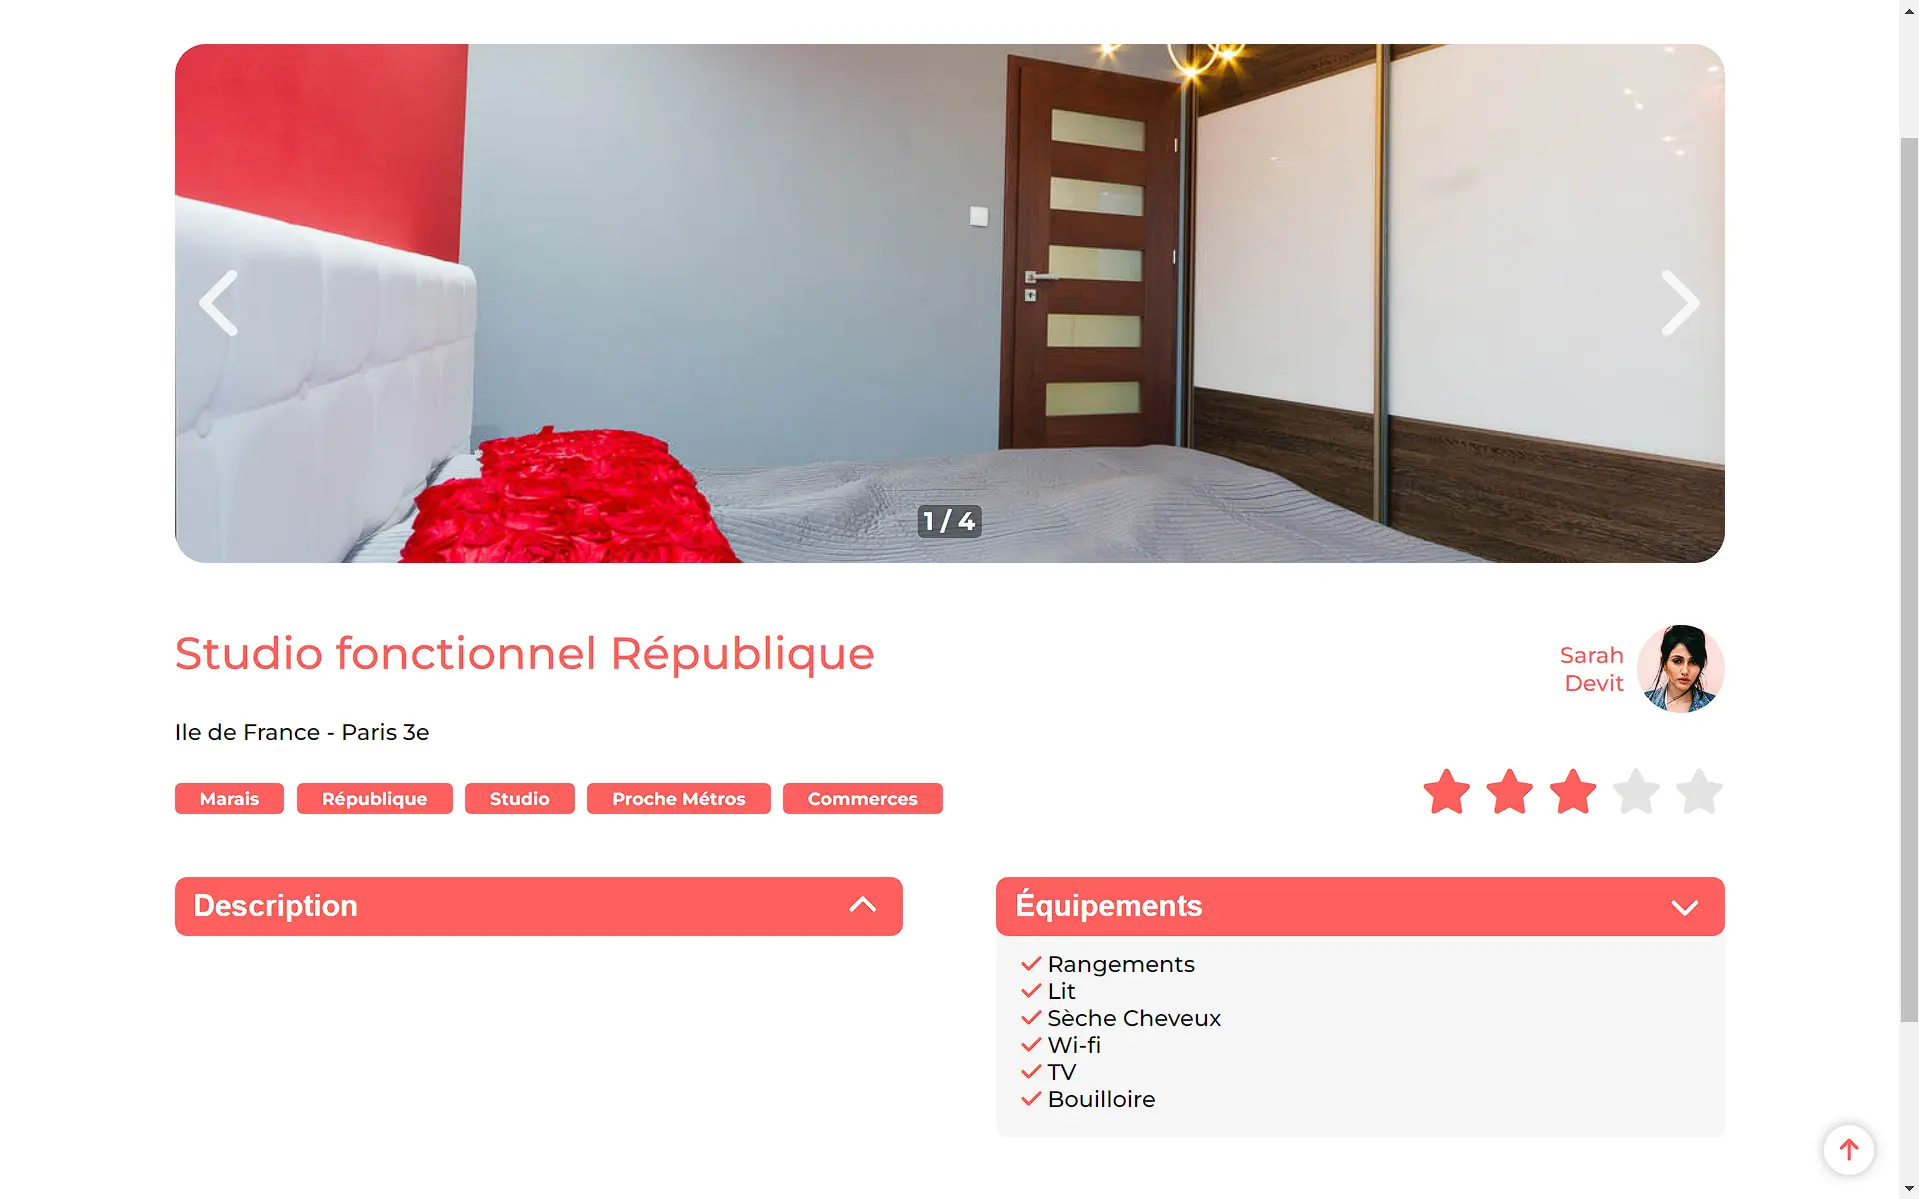 1 / 4
Studio fonctionnel République
Sarah
Devit
Ile de France - Paris 3e
Marais
République
Studio
Proche Métros
Commerces
Description
Équipements
Rangements
Lit
Sèche Cheveux
Wi-fi
TV
Bouilloire